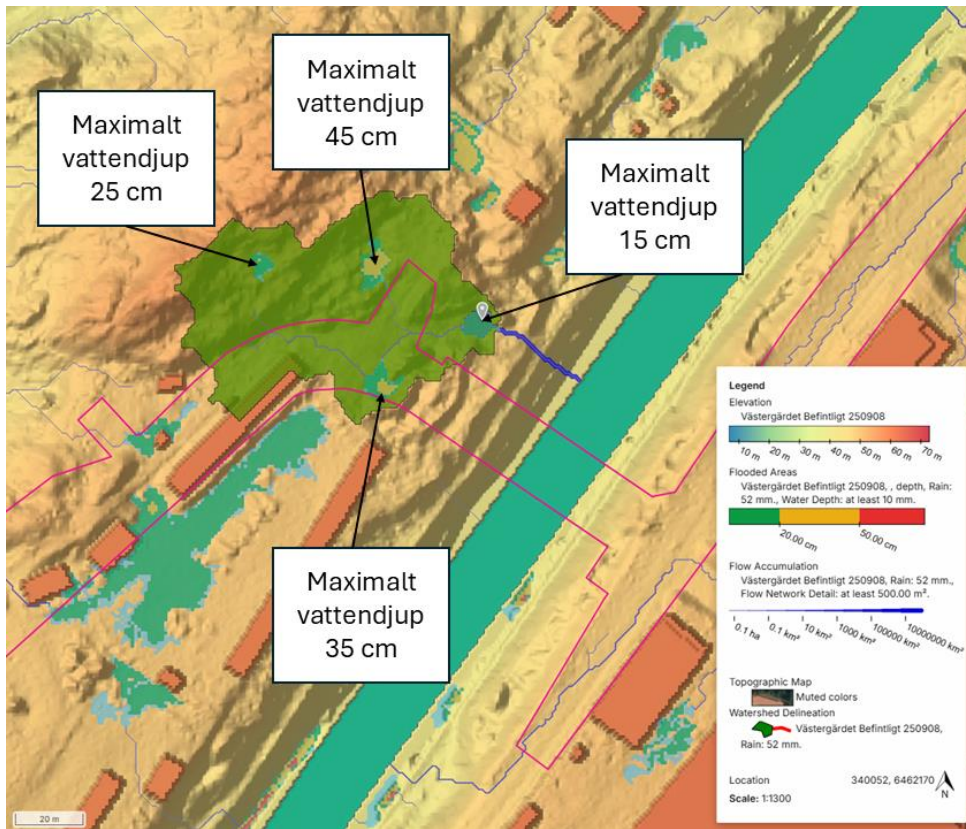 Maximalt
vattendjup
45 cm
Maximalt
vattendjup
25 cm
Maximalt
vattendjup
15 cm
Maximalt
vattendjup
35 cm
Legend
Elevation
Västergärdet Befintligt 250908
10 m 20 m 30 m 40 m 50 m 60 m 70 m
Flooded Areas
Västergärdet Befintligt 250908, , depth, Rain:
52 mm., Water Depth: at least 10 mm.
20.00 cm 50.00 cm
Flow Accumulation
Västergärdet Befintligt 250908, Rain: 52 mm.,
Flow Network Detail: at least 500.00 m².
0.1 ha 0.1 km² 10 km² 1000 km² 100000 km² 10000000 km²
Topographic Map
Muted colors
Watershed Delineation
Västergärdet Befintligt 250908,
Rain: 52 mm.
Location 340052, 6462170
Scale: 1:1300
N
20 m